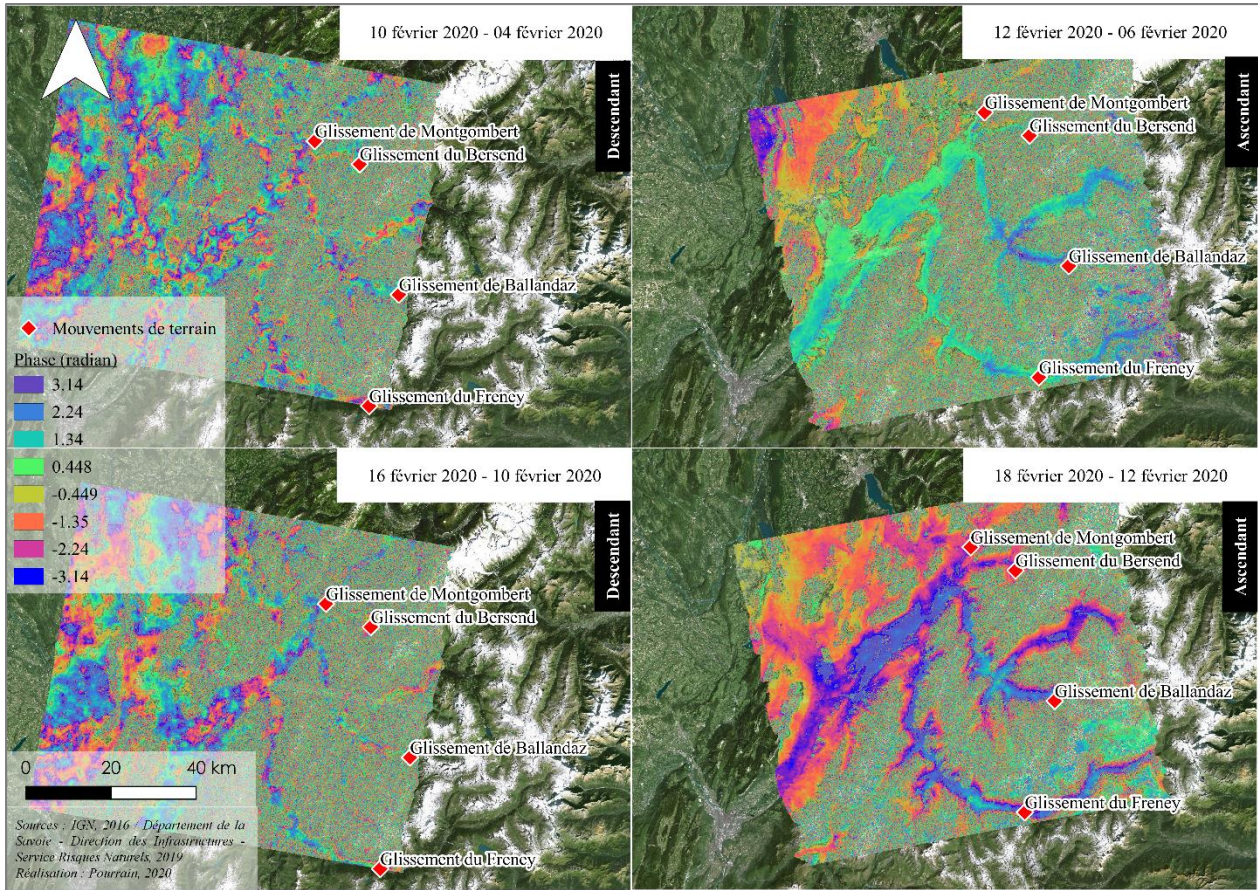 10 février 2020 - 04 février 2020
Descendant
Glissement de Montgombert
Glissement du Bersend
Glissement de Ballandaz
Glissement du Freney
12 février 2020 - 06 février 2020
Ascendant
Glissement de Montgombert
Glissement du Bersend
Glissement de Ballandaz
Glissement du Freney
Mouvements de terrain
Phase (radian)
3.14
2.24
1.34
0.448
-0.449
-1.35
-2.24
-3.14
16 février 2020 - 10 février 2020
Descendant
Glissement de Montgombert
Glissement du Bersend
Glissement de Ballandaz
Glissement du Freney
18 février 2020 - 12 février 2020
Ascendant
Glissement de Montgombert
Glissement du Bersend
Glissement de Ballandaz
Glissement du Freney
0 20 40 km
Sources : IGN, 2016 / Département de la
Savoie - Direction des Infrastructures -
Service Risques Naturels, 2019
Réalisation : Pourrain, 2020